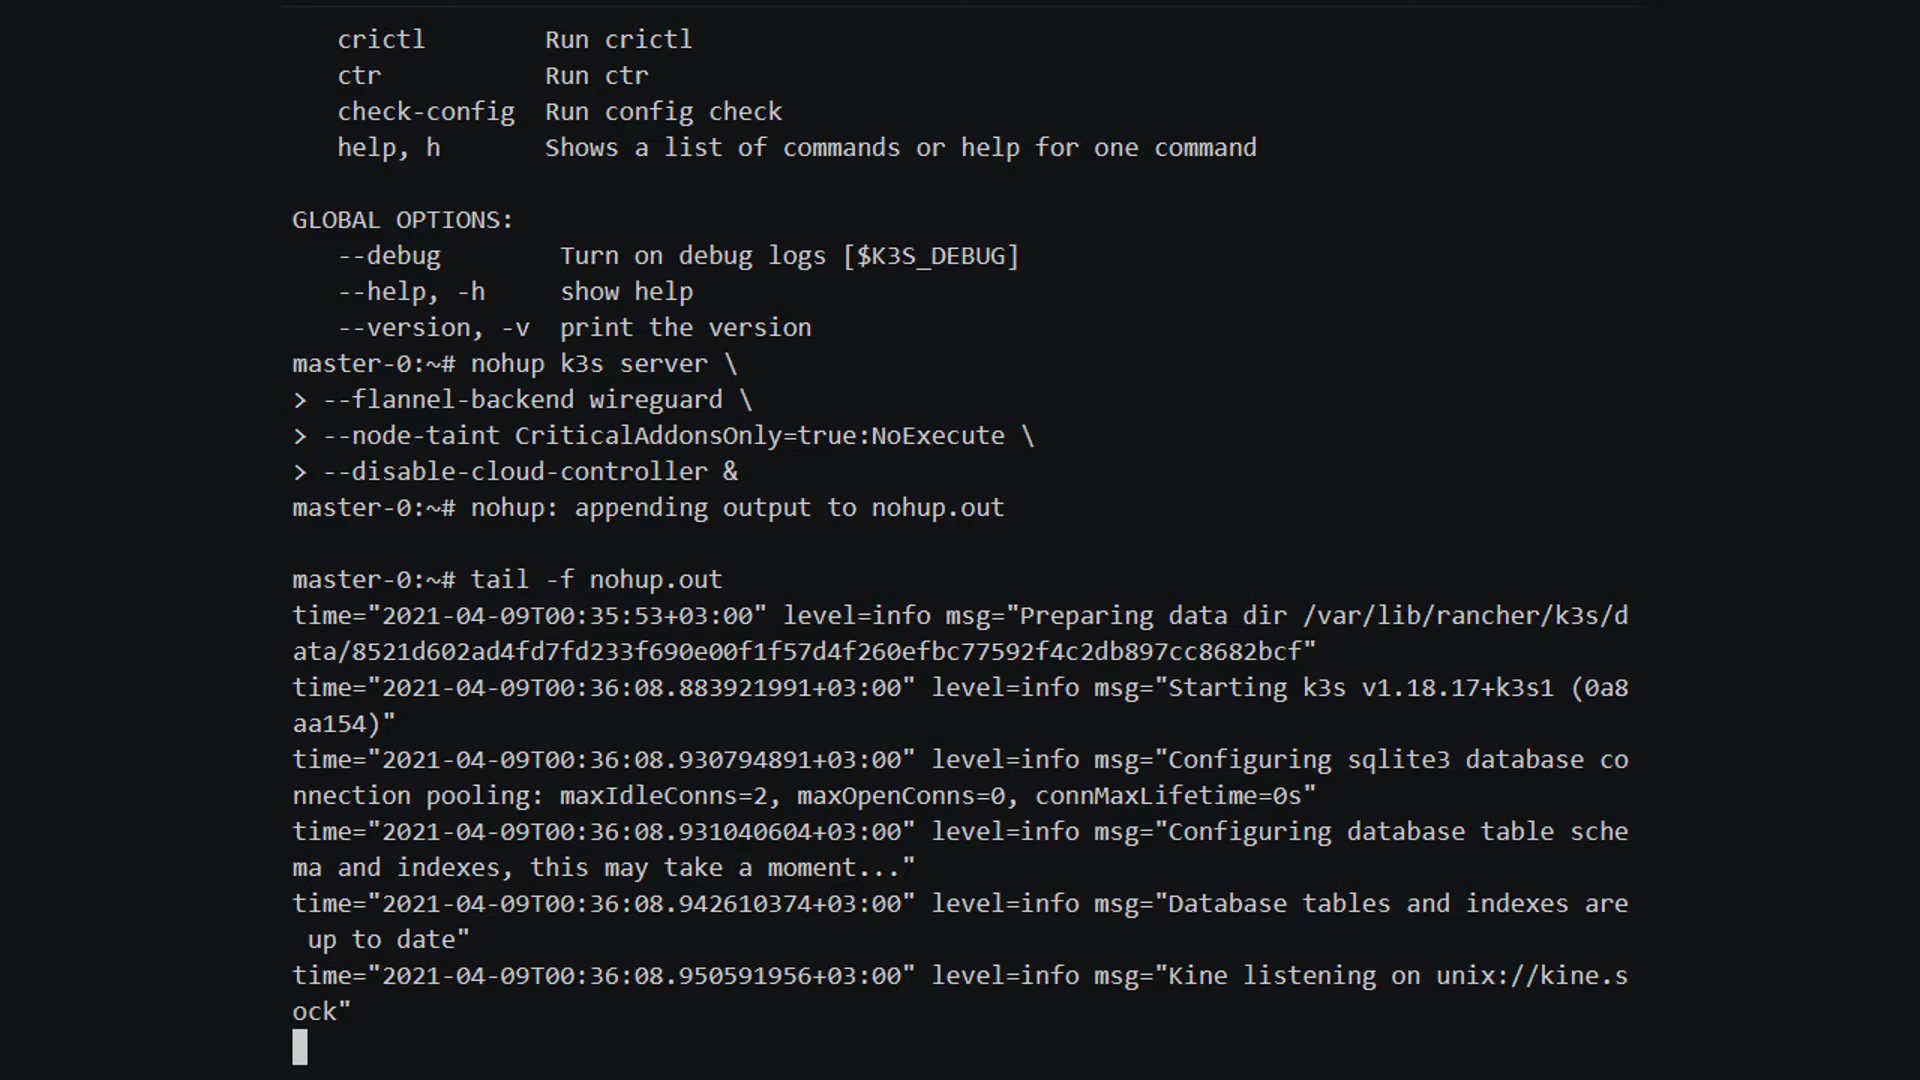 crictl Run crictl
ctr Run ctr
check-config Run config check
help, h Shows a list of commands or help for one command
GLOBAL OPTIONS:
--debug Turn on debug logs [$K3S_DEBUG]
--help, -h show help
--version, -v print the version
master-0:~# nohup k3s server \
> --flannel-backend wireguard \
> --node-taint CriticalAddonsOnly=true:NoExecute \
> --disable-cloud-controller &
master-0:~# nohup: appending output to nohup.out
master-0:~# tail -f nohup.out
time="2021-04-09T00:35:53+03:00" level=info msg="Preparing data dir /var/lib/rancher/k3s/d
ata/8521d602ad4fd7fd233f690e00f1f57d4f260efbc77592f4c2db897cc8682bcf"
time="2021-04-09T00:36:08.883921991+03:00" level=info msg="Starting k3s v1.18.17+k3s1 (0a8
aa154)"
time="2021-04-09T00:36:08.930794891+03:00" level=info msg="Configuring sqlite3 database co
nnection pooling: maxIdleConns=2, maxOpenConns=0, connMaxLifetime=0s"
time="2021-04-09T00:36:08.931040604+03:00" level=info msg="Configuring database table sche
ma and indexes, this may take a moment..."
time="2021-04-09T00:36:08.942610374+03:00" level=info msg="Database tables and indexes are
up to date"
time="2021-04-09T00:36:08.950591956+03:00" level=info msg="Kine listening on unix://kine.s
ock"